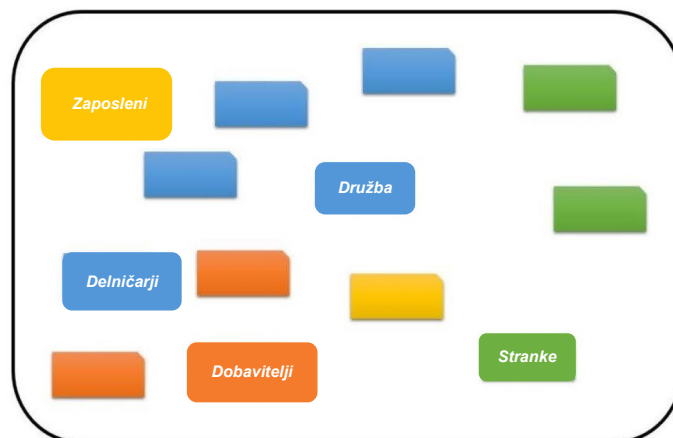 Zaposleni
Družba
Delničarji
Dobavitelji
Stranke